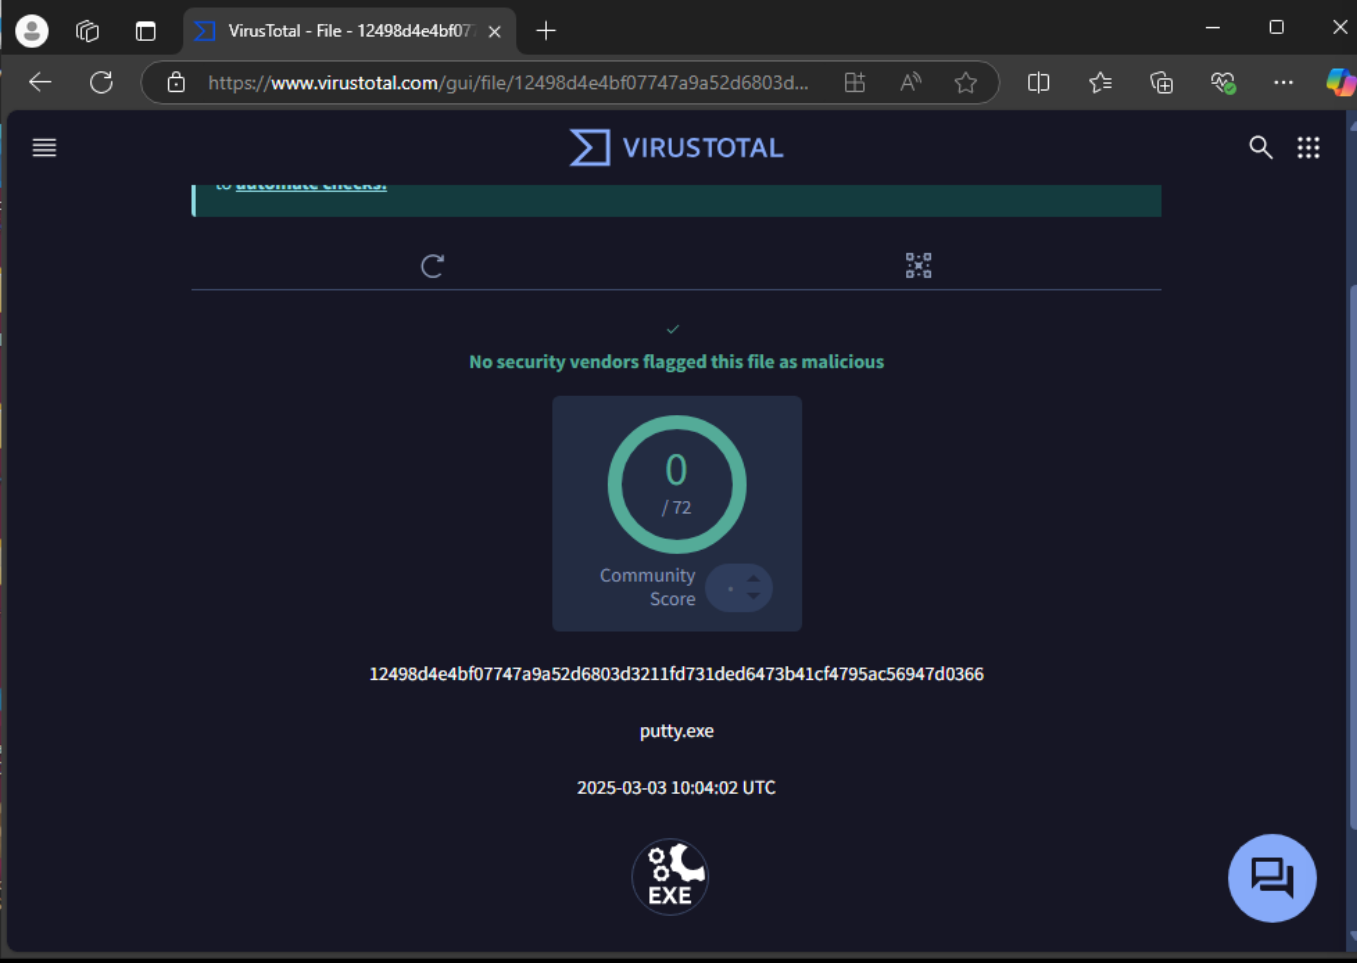 VirusTotal - File - 12498d4e4bf077
https://www.virustotal.com/gui/file/12498d4e4bf07747a9a52d6803d...
VIRUSTOTAL
to automate checks.
No security vendors flagged this file as malicious
0
/ 72
Community
Score
12498d4e4bf07747a9a52d6803d3211fd731ded6473b41cf4795ac56947d0366
putty.exe
2025-03-03 10:04:02 UTC
EXE